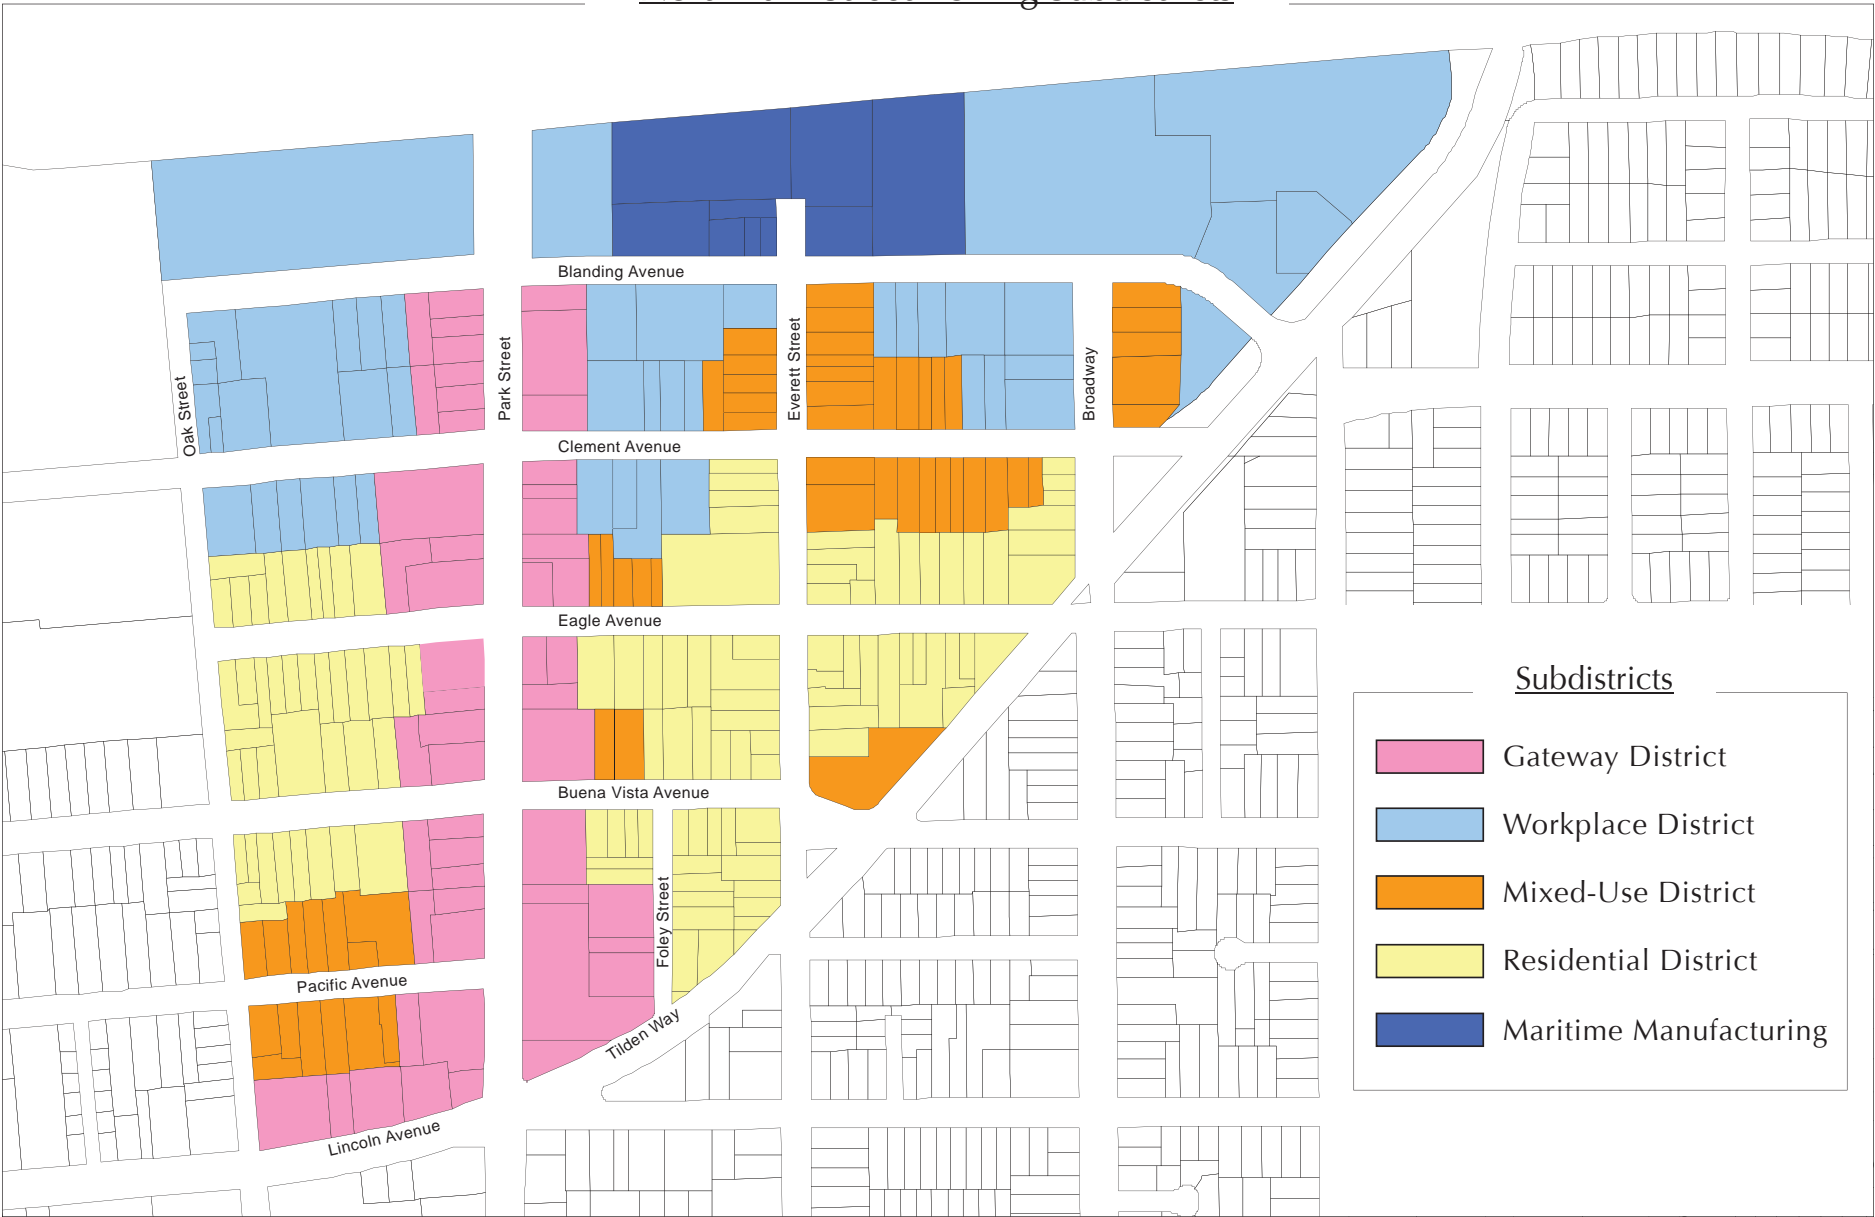 Blanding Avenue
Park Street
Everett Street
Broadway
Oak Street
Clement Avenue
Eagle Avenue
Subdistricts
Gateway District
Buena Vista Avenue
Workplace District
Mixed-Use District
Foley Street
Residential District
Pacific Avenue
Tilden Way
Maritime Manufacturing
Lincoln Avenue